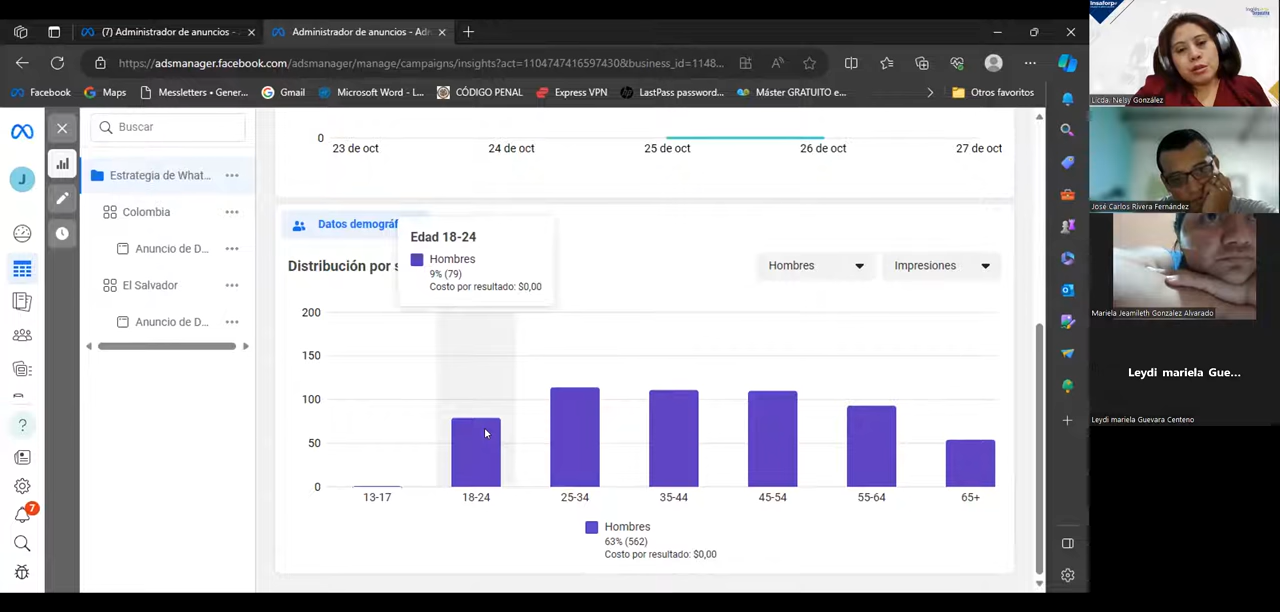 (7) Administrador de anuncios -
Administrador de anuncios - Adr
https://adsmanager.facebook.com/adsmanager/manage/campaigns/insights?act=1104747416597430&business_id=1148...
Facebook
Maps
Messletters • Gener...
Gmail
Microsoft Word - L...
CÓDIGO PENAL
Express VPN
LastPass password...
Máster GRATUITO e...
Otros favoritos
Buscar
J
Estrategia de What...
Colombia
Anuncio de D...
El Salvador
Anuncio de D...
7
0
23 de oct
24 de oct
25 de oct
26 de oct
27 de oct
Datos demográf
Edad 18-24
Hombres
9% (79)
Costo por resultado: $0,00
Distribución por s
Hombres
Impresiones
200
150
100
50
0
13-17
18-24
25-34
35-44
45-54
55-64
65+
Hombres
63% (562)
Costo por resultado: $0,00
Insaforp
Licda. Nelsy González
José Carlos Rivera Fernández
Mariela Jeamileth Gonzalez Alvarado
Leydi mariela Gue...
Leydi mariela Guevara Centeno